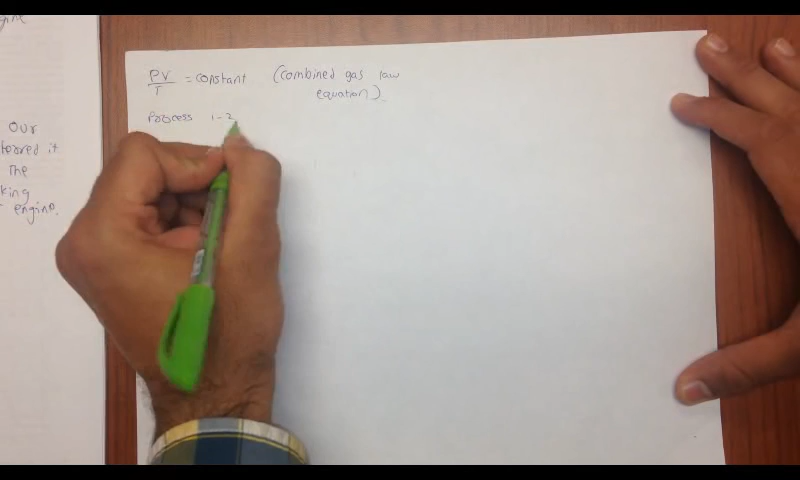 PV = constant (combined gas law
T
equation).
Process 1-2
our
it
The
king
engine.